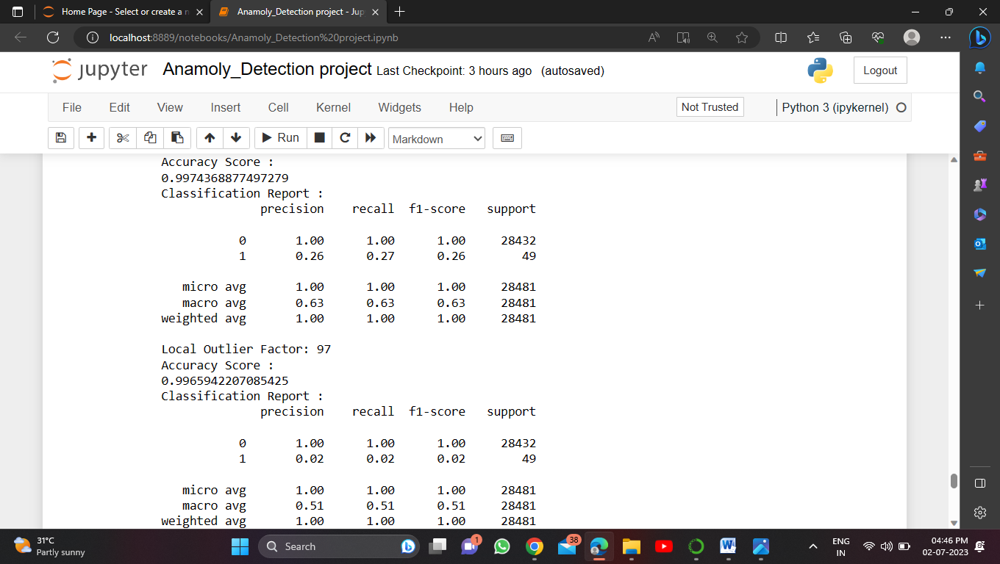 Home Page - Select or create a n
Anamoly_Detection project - Jup
localhost:8889/notebooks/Anamoly_Detection%20project.ipynb
jupyter Anamoly_Detection project Last Checkpoint: 3 hours ago (autosaved)
Logout
File Edit View Insert Cell Kernel Widgets Help
Not Trusted
Python 3 (ipykernel)
Run
Markdown
Accuracy Score :
0.9974368877497279
Classification Report :
precision recall f1-score support
0 1.00 1.00 1.00 28432
1 0.26 0.27 0.26 49
micro avg 1.00 1.00 1.00 28481
macro avg 0.63 0.63 0.63 28481
weighted avg 1.00 1.00 1.00 28481
Local Outlier Factor: 97
Accuracy Score :
0.9965942207085425
Classification Report :
precision recall f1-score support
0 1.00 1.00 1.00 28432
1 0.02 0.02 0.02 49
micro avg 1.00 1.00 1.00 28481
macro avg 0.51 0.51 0.51 28481
weighted avg 1.00 1.00 1.00 28481
31°C
Partly sunny
Search
1
38
ENG
IN
04:46 PM
02-07-2023